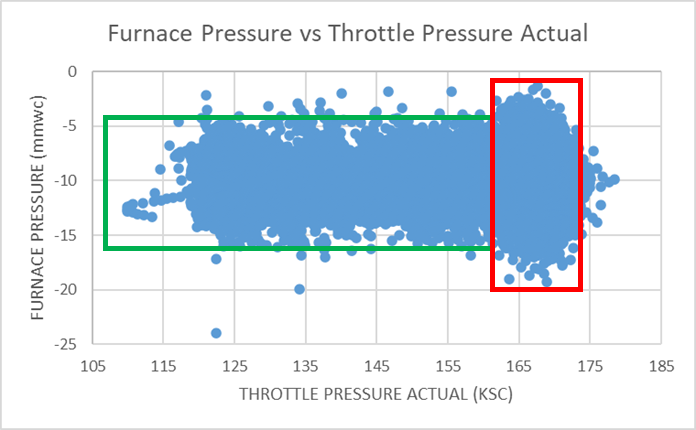 Furnace Pressure vs Throttle Pressure Actual
0
-5
-10
-15
-20
-25
FURNACE PRESSURE (mmwc)
105 115 125 135 145 155 165 175 185
THROTTLE PRESSURE ACTUAL (KSC)